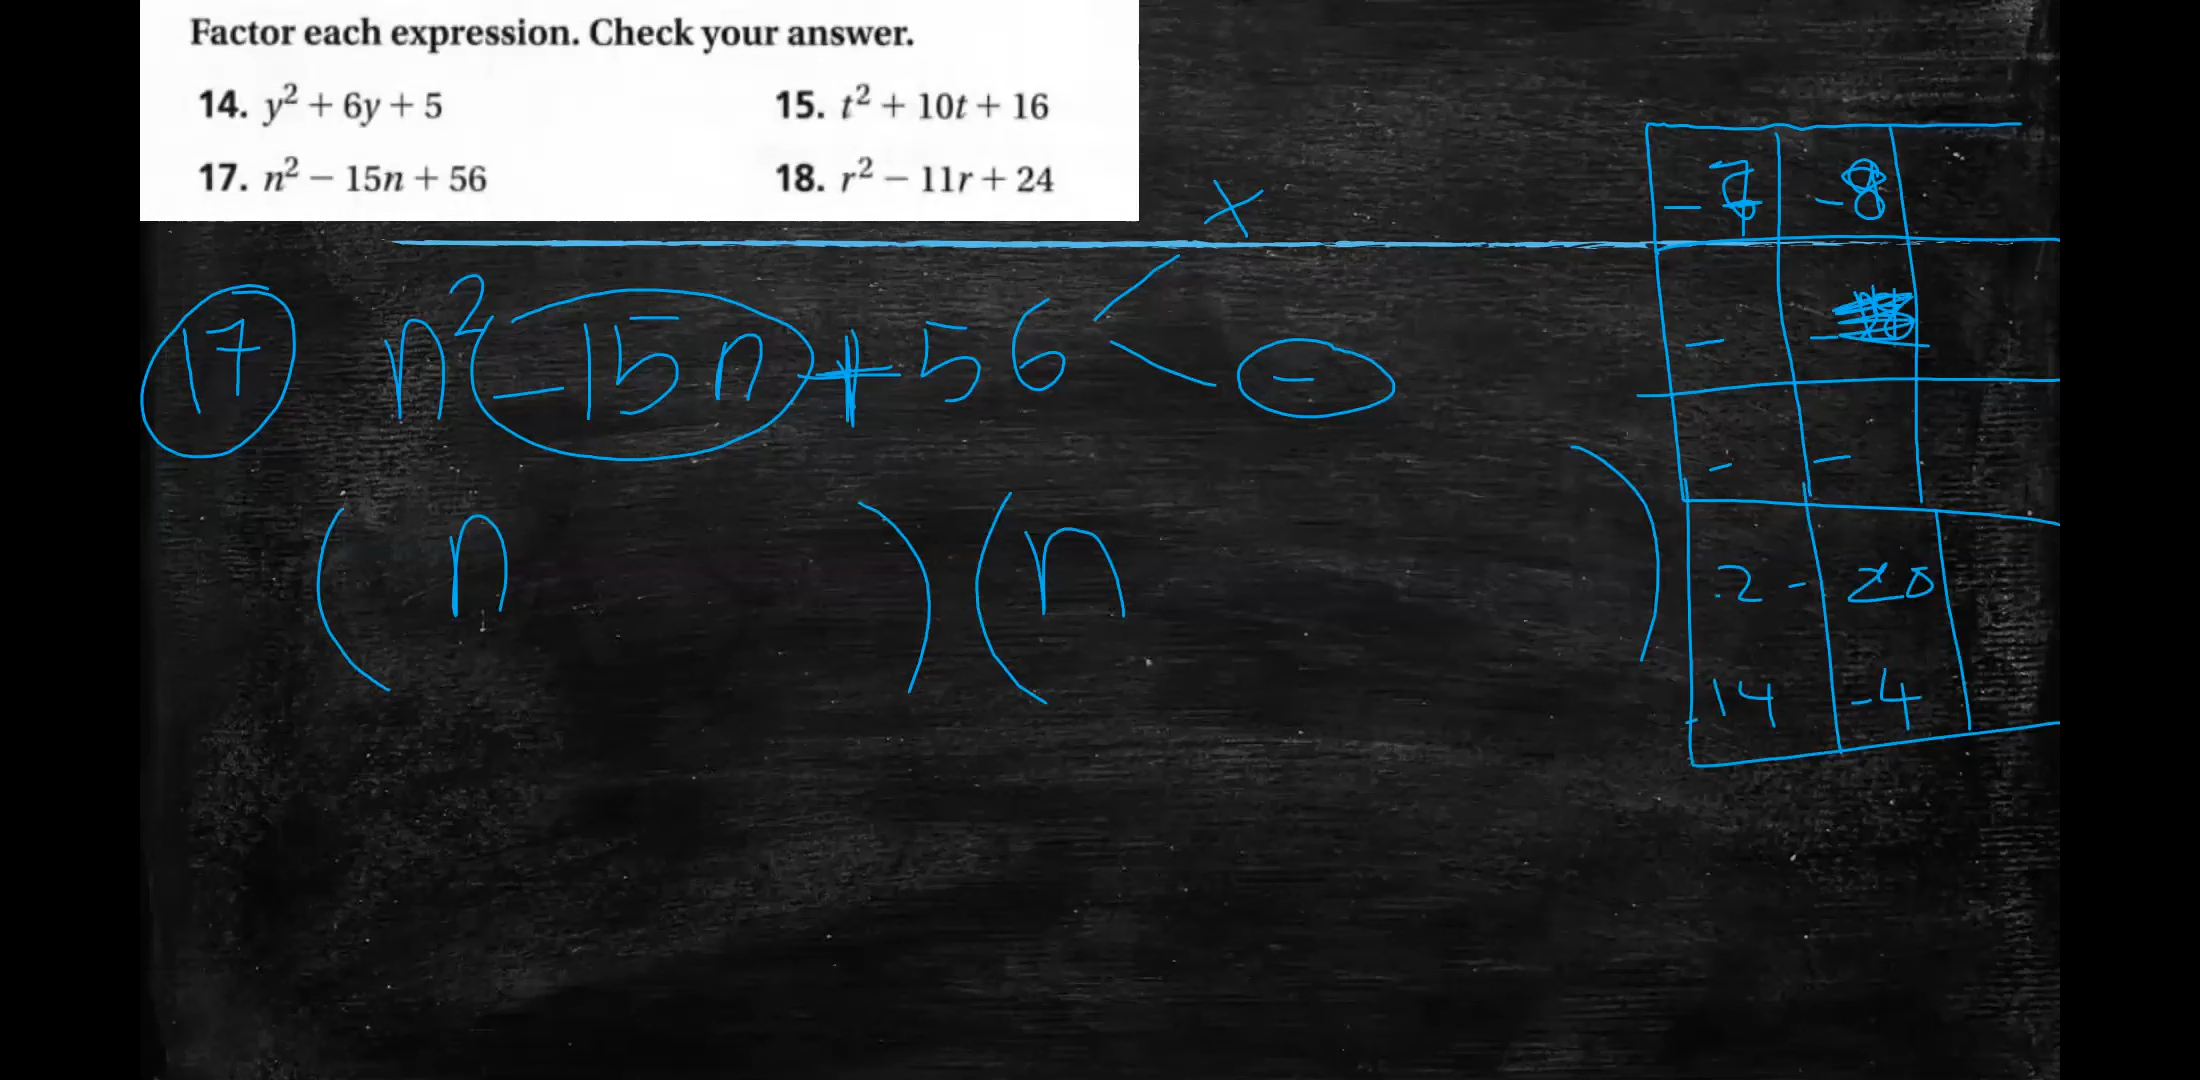 Factor each expression. Check your answer.
14. y² + 6y + 5
15. t² + 10t + 16
17. n² − 15n + 56
18. r² − 11r + 24
×
17 n² −15n + 56 < −
( n ) ( n )
−7 −8
− −
− −
-2 -28
-14 -4